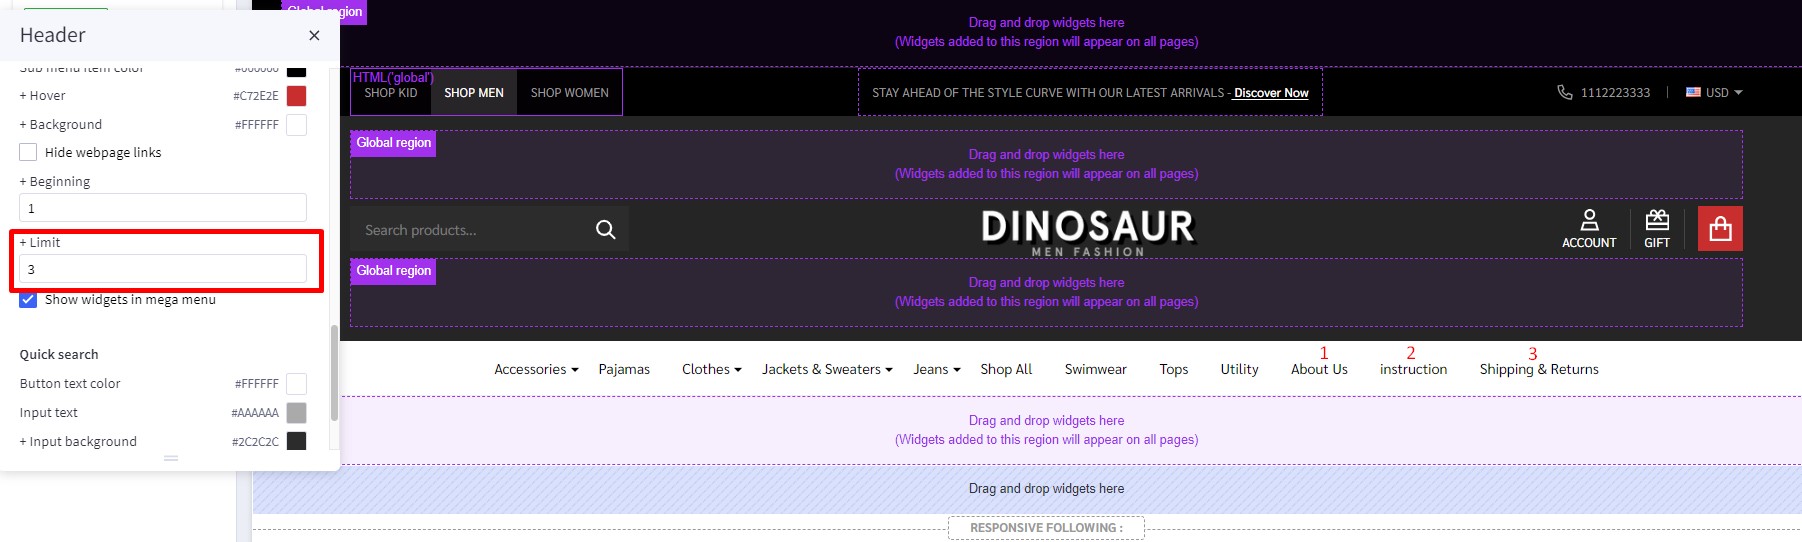 Header
Sub menu item color #000000
+ Hover #C72E2E
+ Background #FFFFFF
Hide webpage links
+ Beginning
1
+ Limit
3
Show widgets in mega menu
Quick search
Button text color #FFFFFF
Input text #AAAAAA
+ Input background #2C2C2C
Global region
Drag and drop widgets here
(Widgets added to this region will appear on all pages)
HTML('global')
SHOP KID SHOP MEN SHOP WOMEN
STAY AHEAD OF THE STYLE CURVE WITH OUR LATEST ARRIVALS - Discover Now
1112223333 USD
Global region
Drag and drop widgets here
(Widgets added to this region will appear on all pages)
Search products...
DINOSAUR
MEN FASHION
ACCOUNT GIFT
Global region
Drag and drop widgets here
(Widgets added to this region will appear on all pages)
1 2 3
Accessories Pajamas Clothes Jackets & Sweaters Jeans Shop All Swimwear Tops Utility About Us instruction Shipping & Returns
Drag and drop widgets here
(Widgets added to this region will appear on all pages)
Drag and drop widgets here
RESPONSIVE FOLLOWING :